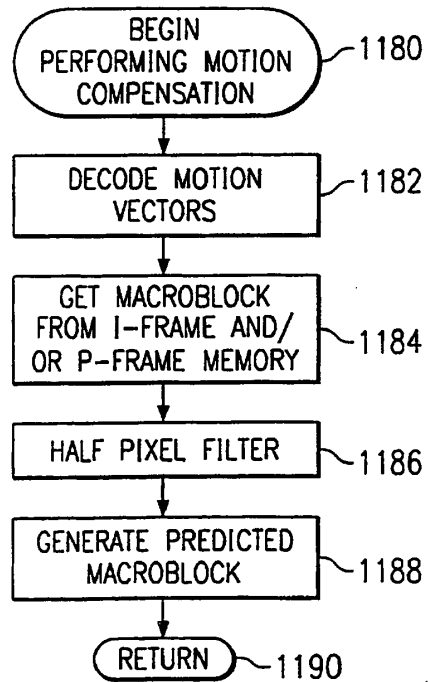 BEGIN
PERFORMING MOTION
COMPENSATION
1180
DECODE MOTION
VECTORS
1182
GET MACROBLOCK
FROM I-FRAME AND/
OR P-FRAME MEMORY
1184
HALF PIXEL FILTER
1186
GENERATE PREDICTED
MACROBLOCK
1188
RETURN
1190